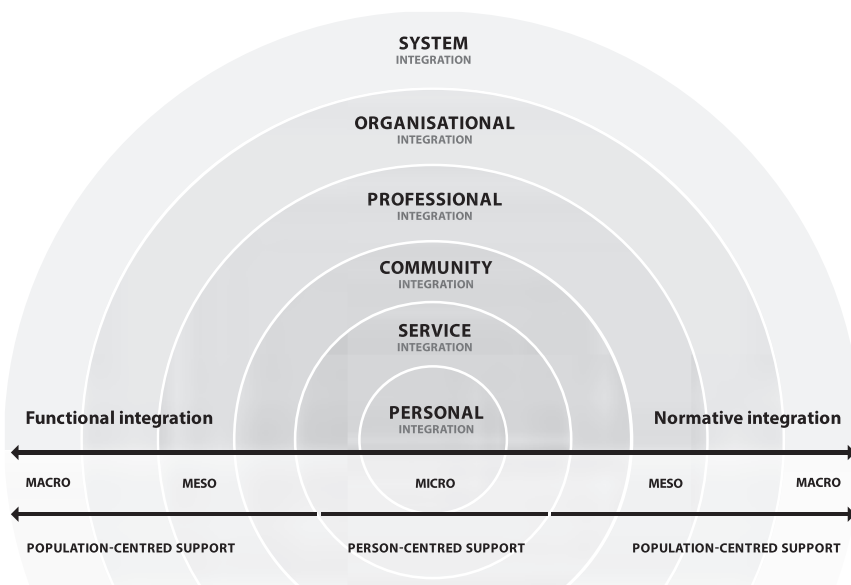 SYSTEM
INTEGRATION
ORGANISATIONAL
INTEGRATION
PROFESSIONAL
INTEGRATION
COMMUNITY
INTEGRATION
SERVICE
INTEGRATION
PERSONAL
INTEGRATION
Functional integration Normative integration
MACRO MESO MICRO MESO MACRO
POPULATION-CENTRED SUPPORT PERSON-CENTRED SUPPORT POPULATION-CENTRED SUPPORT